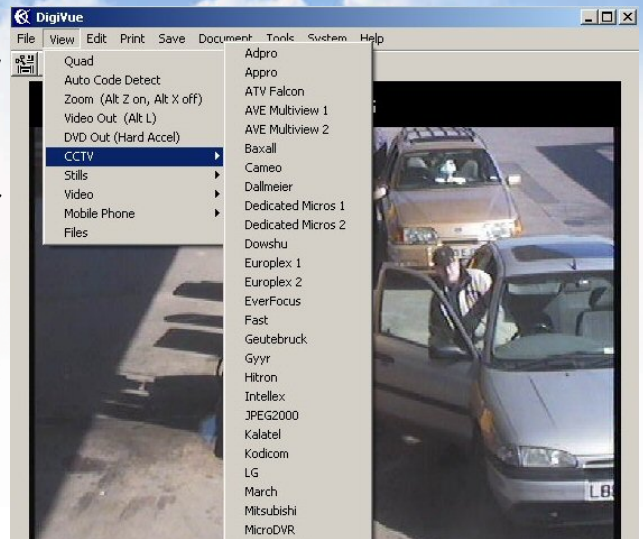 DigiVue
File View Edit Print Save Document Tools System Help
Quad
Auto Code Detect
Zoom (Alt Z on, Alt X off)
Video Out (Alt L)
DVD Out (Hard Accel)
CCTV
Stills
Video
Mobile Phone
Files
Adpro
Appro
ATV Falcon
AVE Multiview 1
AVE Multiview 2
Baxall
Cameo
Dallmeier
Dedicated Micros 1
Dedicated Micros 2
Dowshu
Europlex 1
Europlex 2
EverFocus
Fast
Geutebruck
Gyyr
Hitron
Intellex
JPEG2000
Kalatel
Kodicom
LG
March
Mitsubishi
MicroDVR